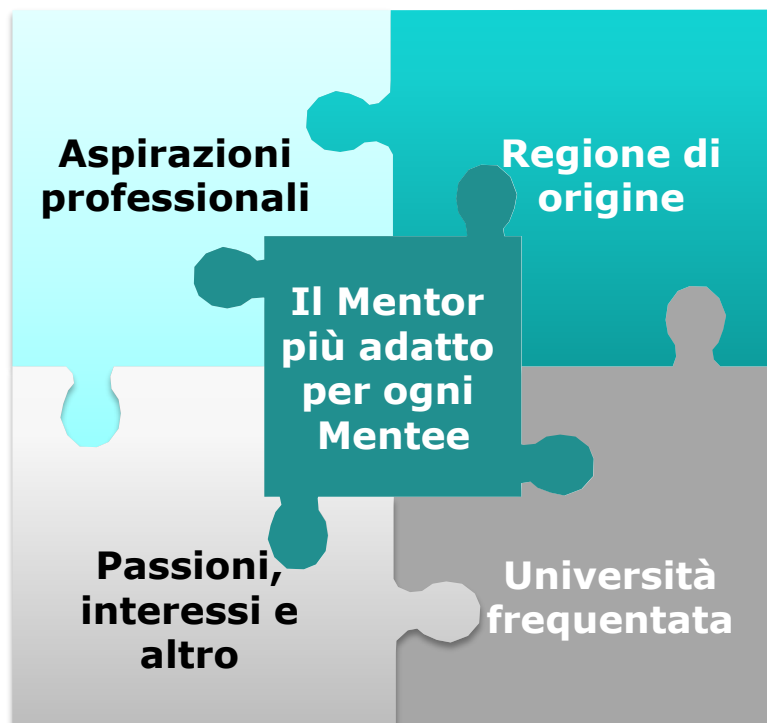 Aspirazioni
professionali
Regione di
origine
Il Mentor
più adatto
per ogni
Mentee
Passioni,
interessi e
altro
Università
frequentata